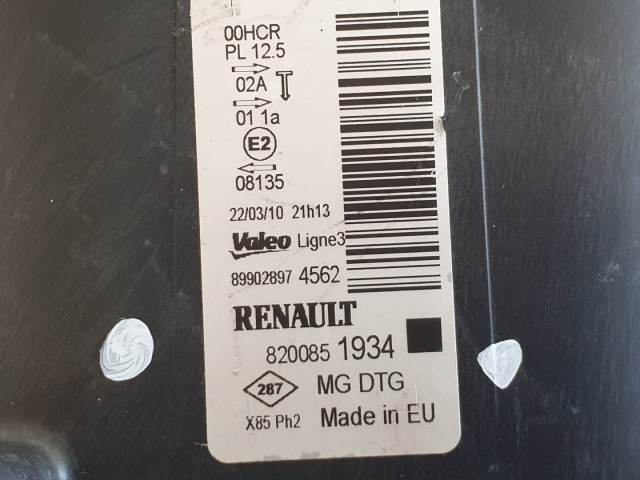 00HCR
PL 12.5
02A
01 1a
E2
08135
22/03/10 21h13
Valeo Ligne3
89902897 4562
RENAULT
820085 1934
287 MG DTG
X85 Ph2 Made in EU